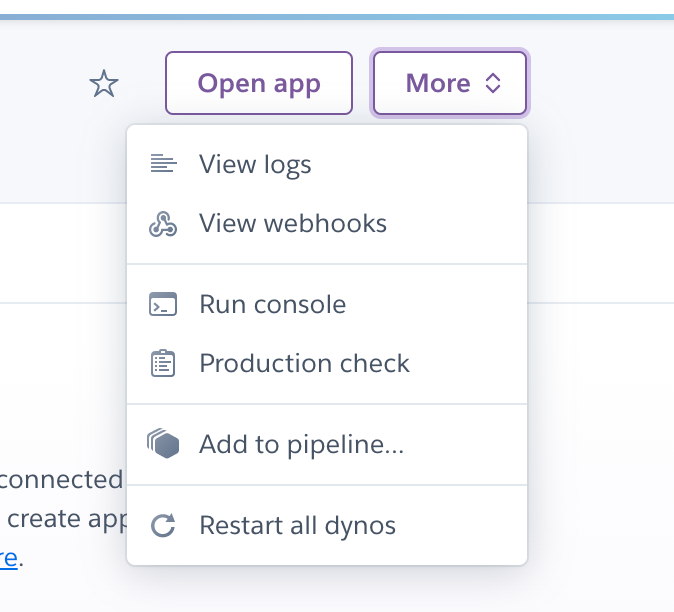 Open app
More
View logs
View webhooks
Run console
Production check
Add to pipeline...
Restart all dynos
connected
create app
re.